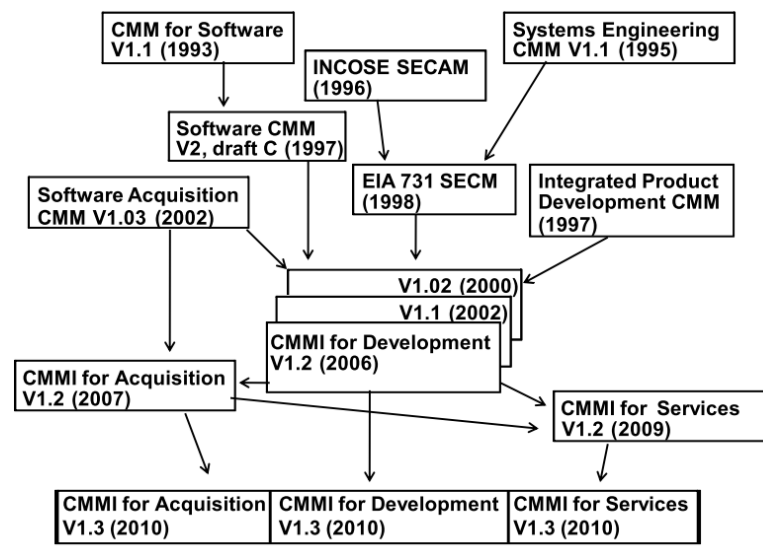 CMM for Software
V1.1 (1993)
Systems Engineering
CMM V1.1 (1995)
INCOSE SECAM
(1996)
Software CMM
V2, draft C (1997)
EIA 731 SECM
(1998)
Integrated Product
Development CMM
(1997)
Software Acquisition
CMM V1.03 (2002)
V1.02 (2000)
V1.1 (2002)
CMMI for Development
V1.2 (2006)
CMMI for Acquisition
V1.2 (2007)
CMMI for Services
V1.2 (2009)
CMMI for Acquisition
V1.3 (2010)
CMMI for Development
V1.3 (2010)
CMMI for Services
V1.3 (2010)